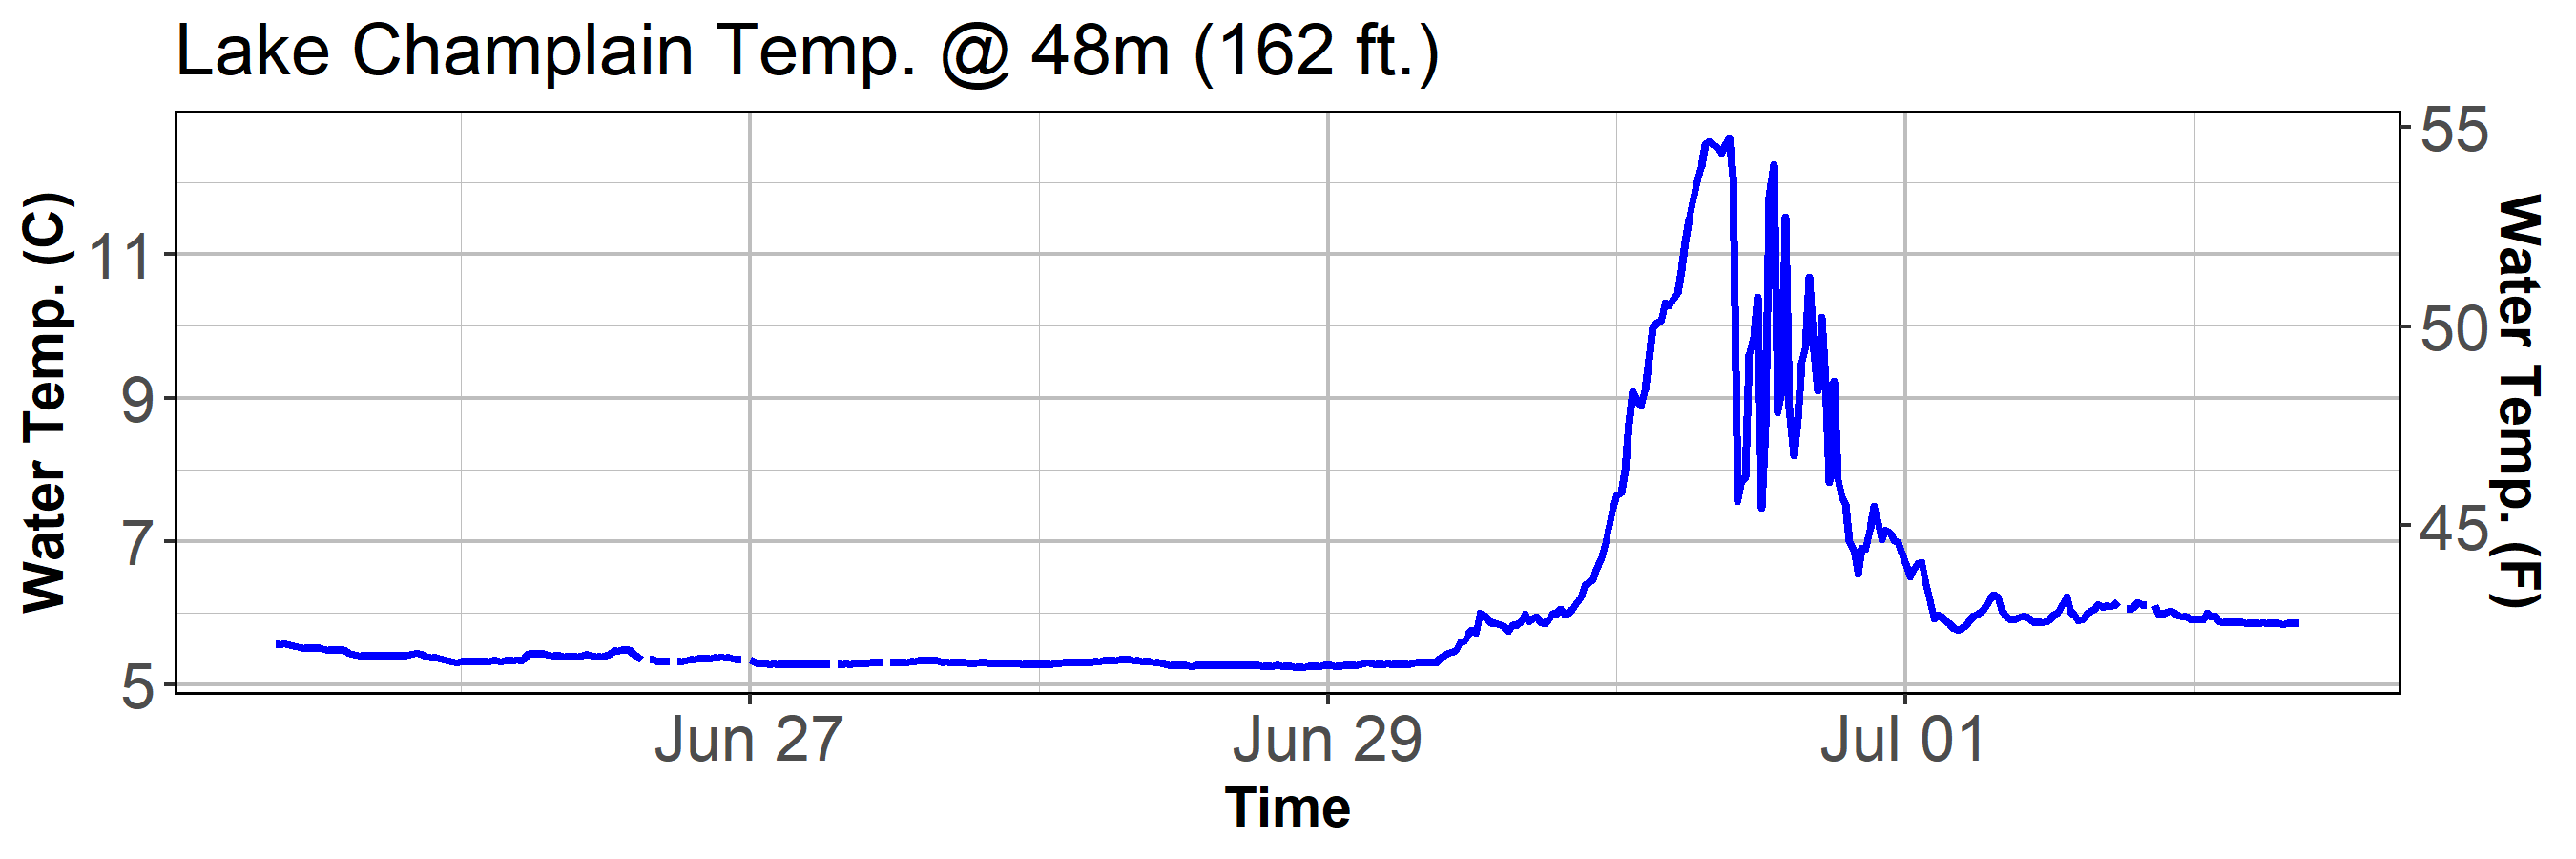 Lake Champlain Temp. @ 48m (162 ft.)
Water Temp. (C)
11
9
7
5
55
50
45
Water Temp. (F)
Jun 27
Jun 29
Jul 01
Time